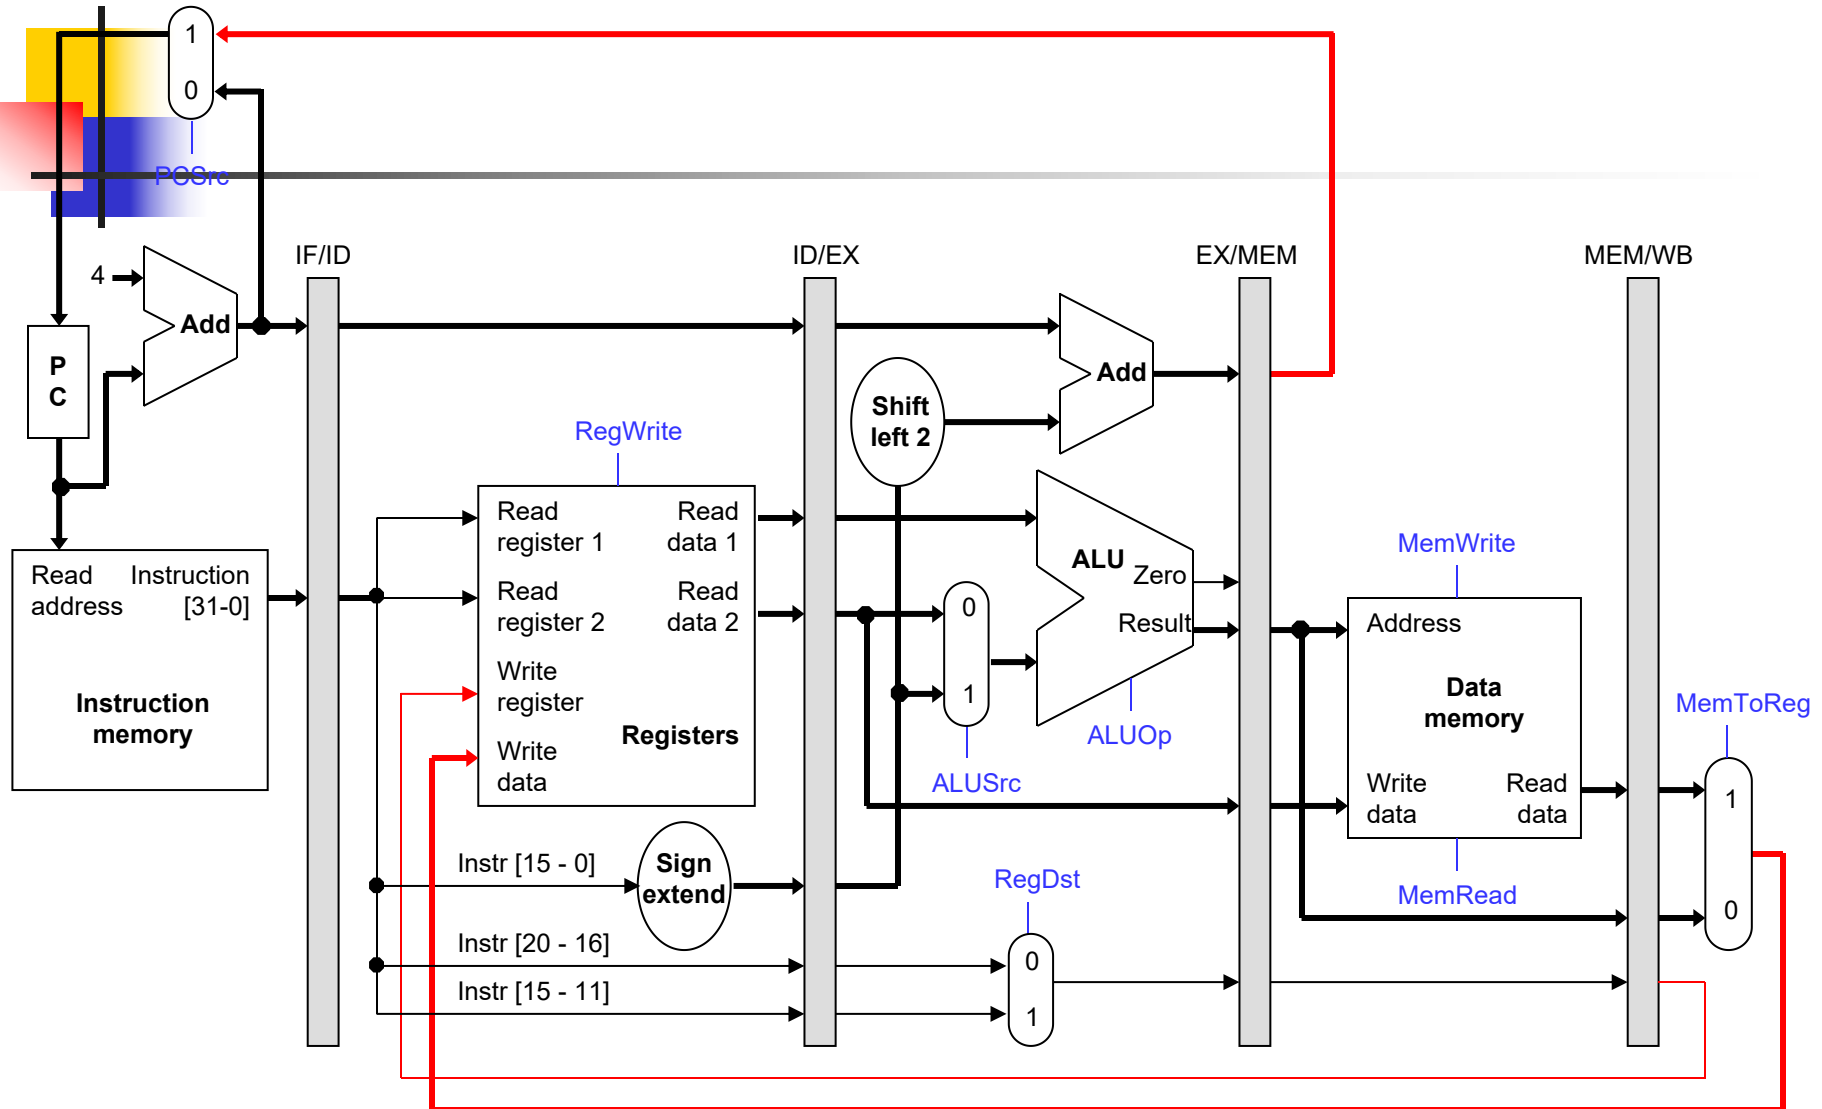 1
0
PCSrc
IF/ID
ID/EX
EX/MEM
MEM/WB
4
Add
P
C
Add
Shift
left 2
RegWrite
Read
register 1
Read
data 1
Read
register 2
Read
data 2
Write
register
Write
data
Registers
Read
address
Instruction
[31-0]
Instruction
memory
ALU
Zero
Result
ALUOp
0
1
ALUSrc
MemWrite
Address
Data
memory
Write
data
Read
data
MemRead
MemToReg
1
0
Instr [15 - 0]
Sign
extend
RegDst
Instr [20 - 16]
0
Instr [15 - 11]
1